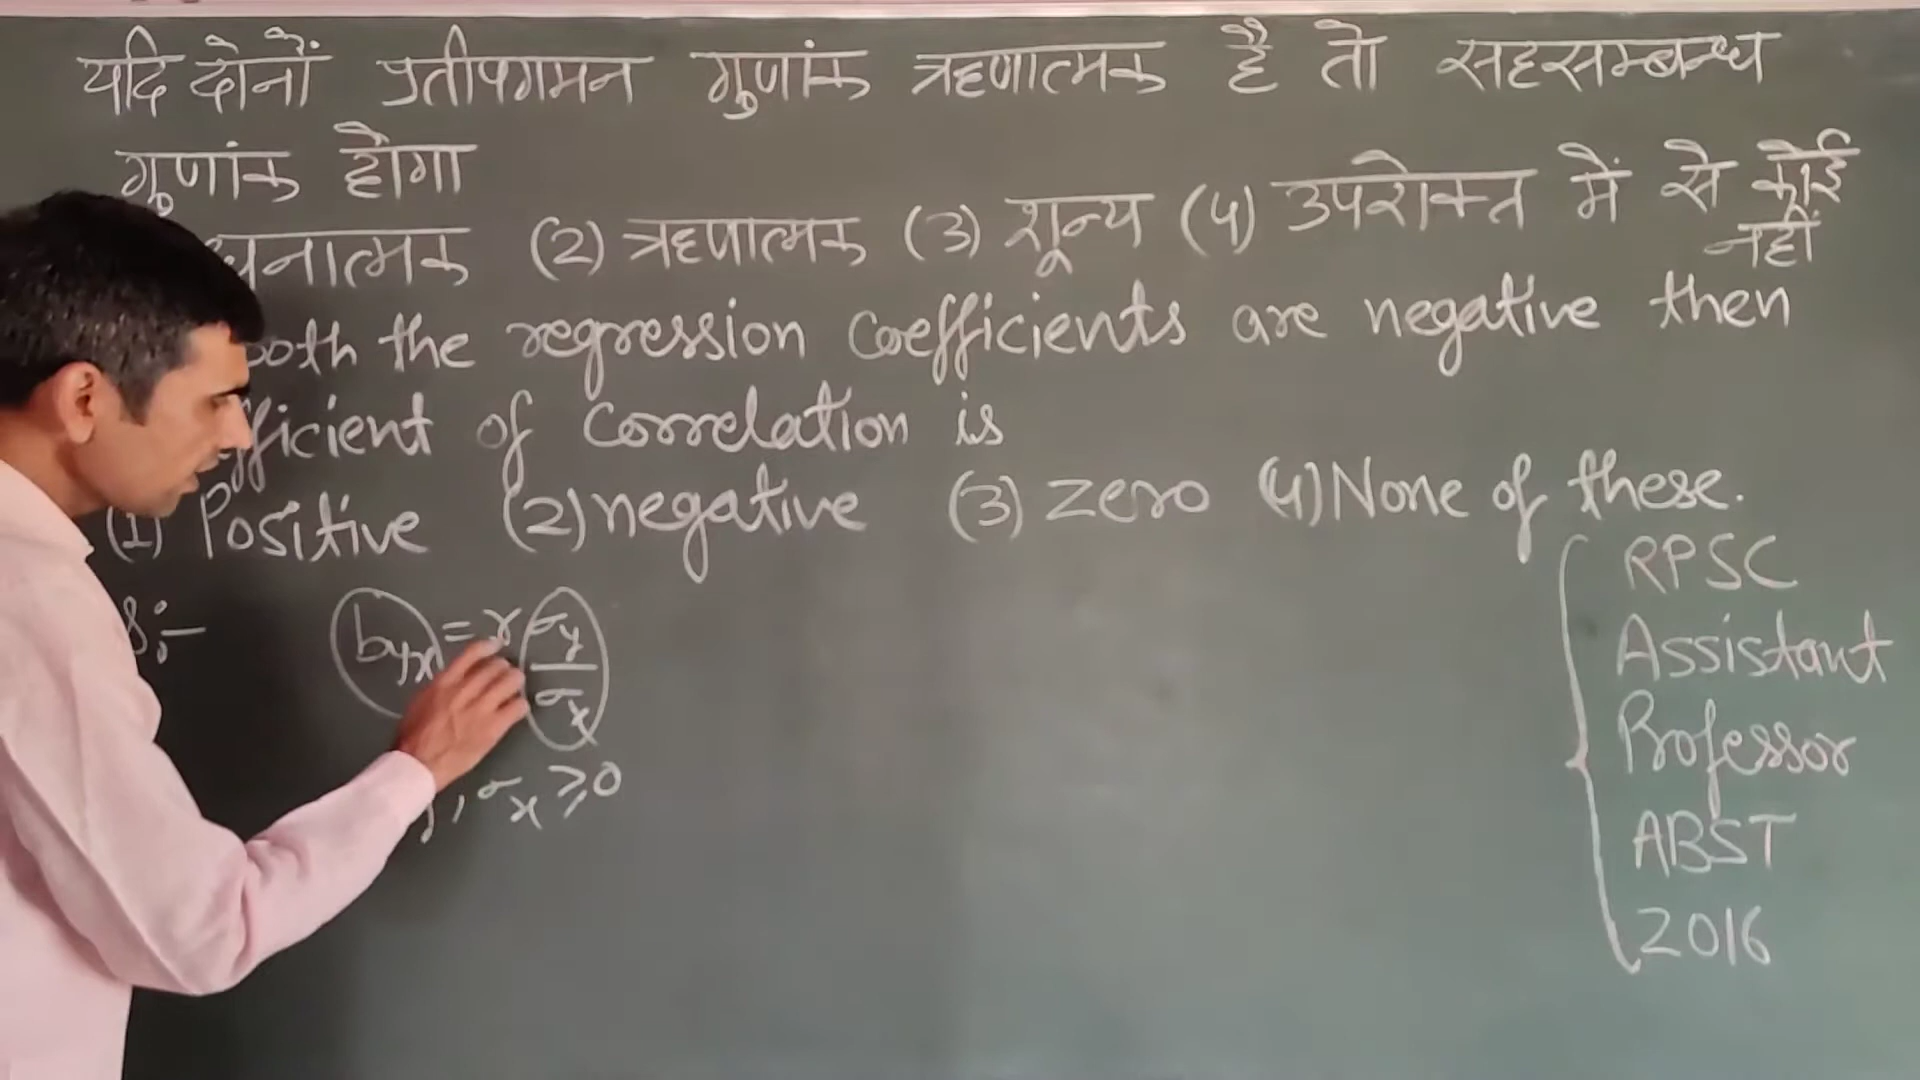 यदि दोनों प्रतीपगमन गुणांक ऋणात्मक है तो सहसम्बन्ध
गुणांक होगा
धनात्मक (2) ऋणात्मक (3) शून्य (4) उपरोक्त में से कोई
नहीं
both the regression coefficients are negative then
fficient of correlation is
(1) Positive (2) negative (3) zero (4) None of these.
RPSC
Assistant
Professor
ABST
2016
byx = r σy/σx
, σx ≥ 0